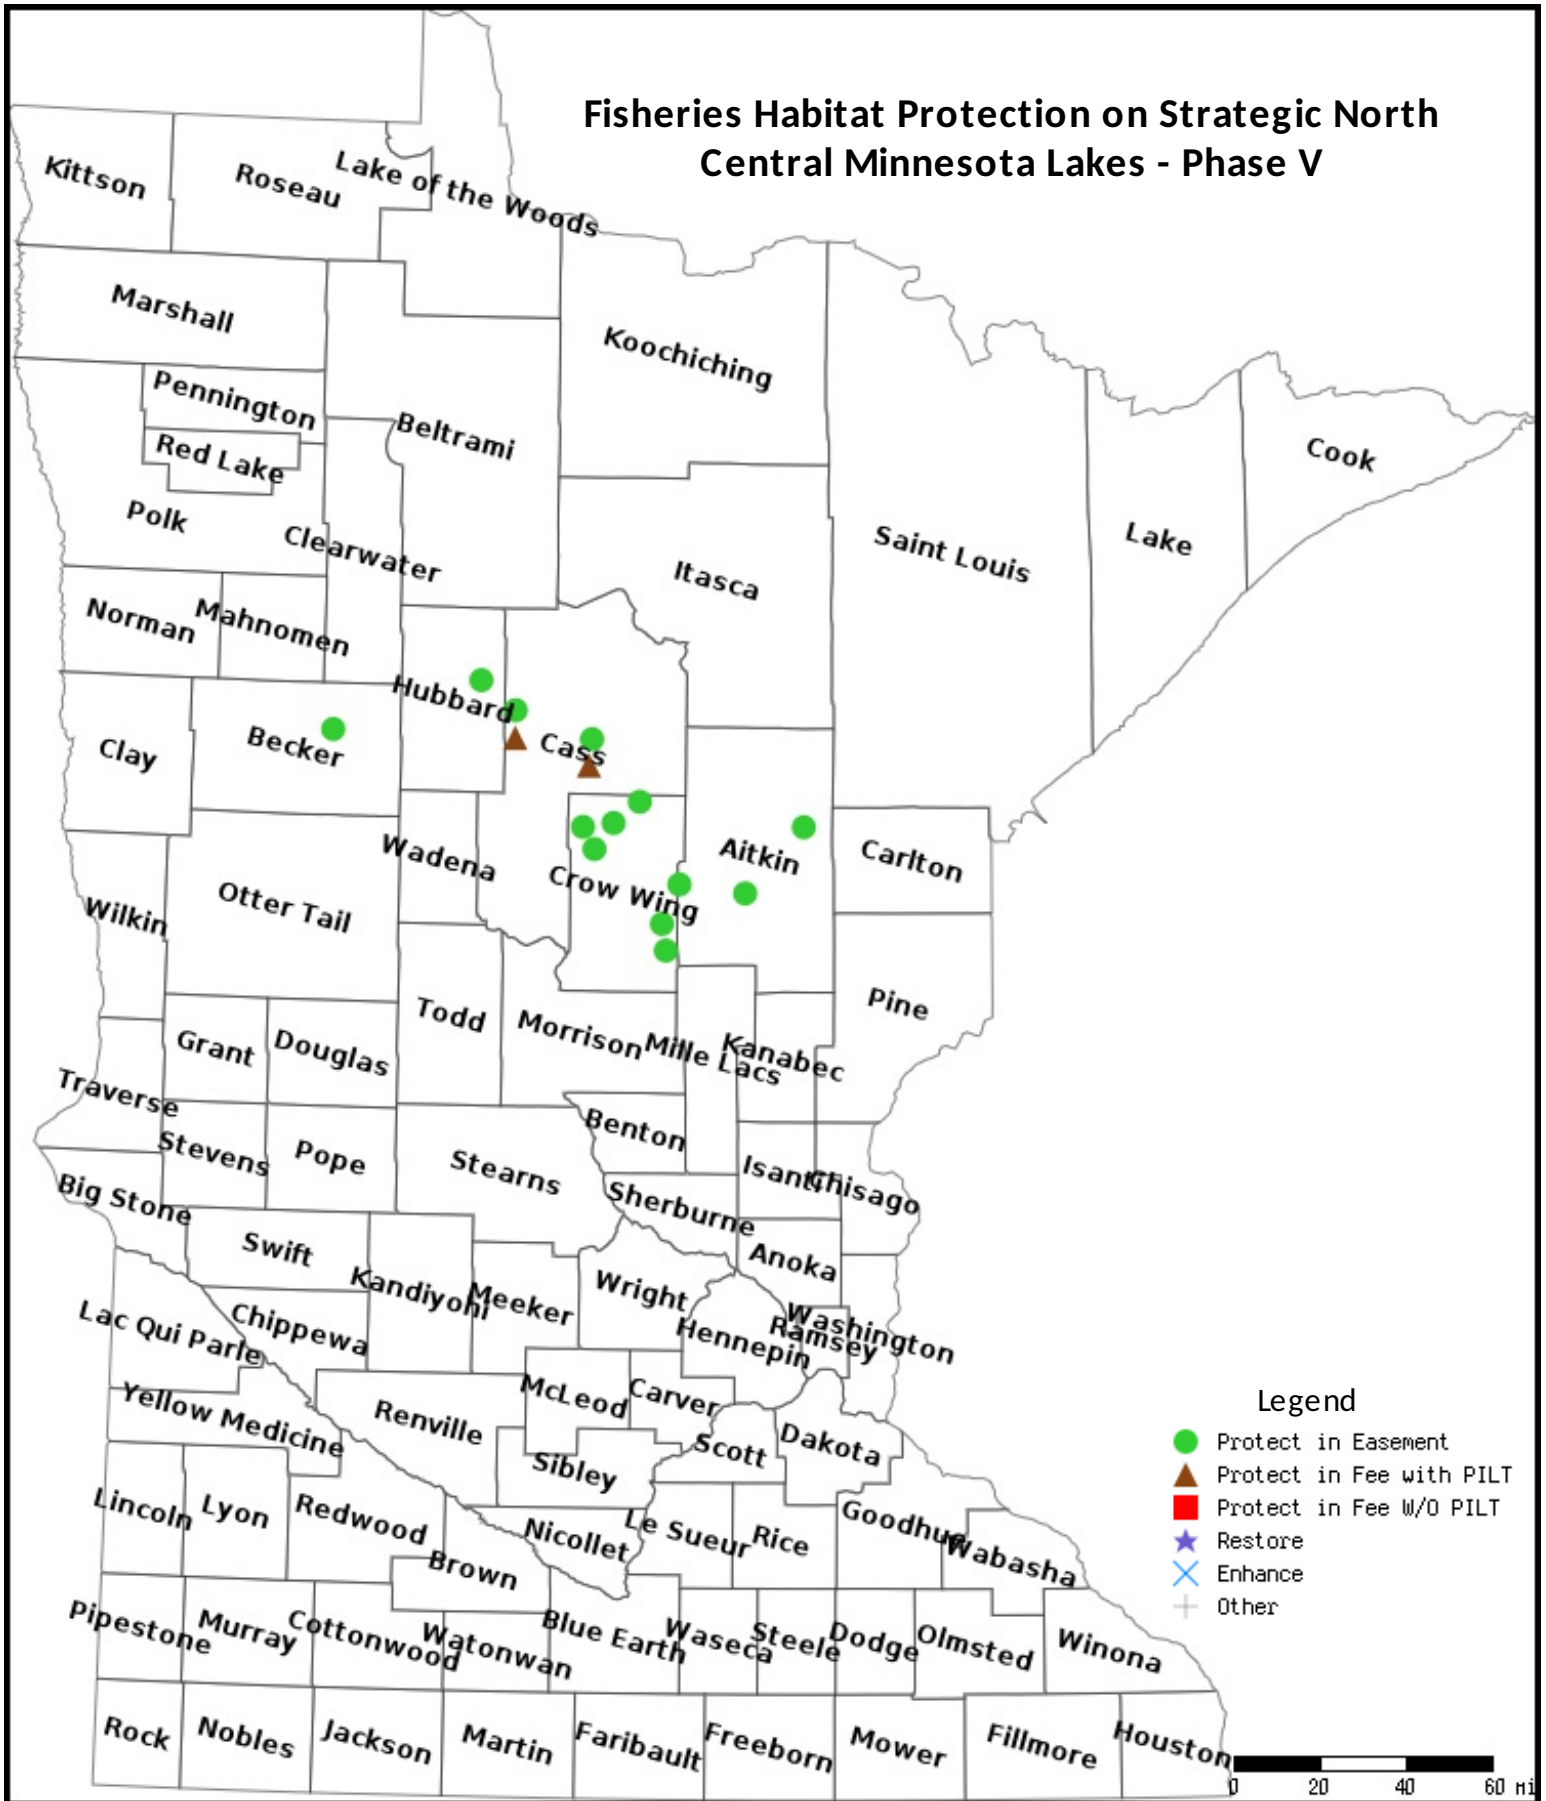 Fisheries Habitat Protection on Strategic North
Central Minnesota Lakes - Phase V
Kittson
Roseau
Lake of the Woods
Marshall
Koochiching
Pennington
Beltrami
Red Lake
Cook
Polk
Clearwater
Saint Louis
Lake
Itasca
Norman
Mahnomen
Hubbard
Clay
Becker
Cass
Wadena
Aitkin
Carlton
Crow Wing
Otter Tail
Wilkin
Pine
Todd
Morrison
Mille Lacs
Kanabec
Grant
Douglas
Traverse
Benton
Stevens
Pope
Stearns
Isanti
Chisago
Big Stone
Sherburne
Swift
Anoka
Kandiyohi
Meeker
Wright
Lac Qui Parle
Chippewa
Hennepin
Ramsey
Washington
McLeod
Carver
Yellow Medicine
Renville
Scott
Dakota
Sibley
Lincoln
Lyon
Redwood
Nicollet
Le Sueur
Rice
Goodhue
Wabasha
Brown
Pipestone
Murray
Cottonwood
Watonwan
Blue Earth
Waseca
Steele
Dodge
Olmsted
Winona
Rock
Nobles
Jackson
Martin
Faribault
Freeborn
Mower
Fillmore
Houston
Legend
Protect in Easement
Protect in Fee with PILT
Protect in Fee W/O PILT
Restore
Enhance
Other
0 20 40 60 mi